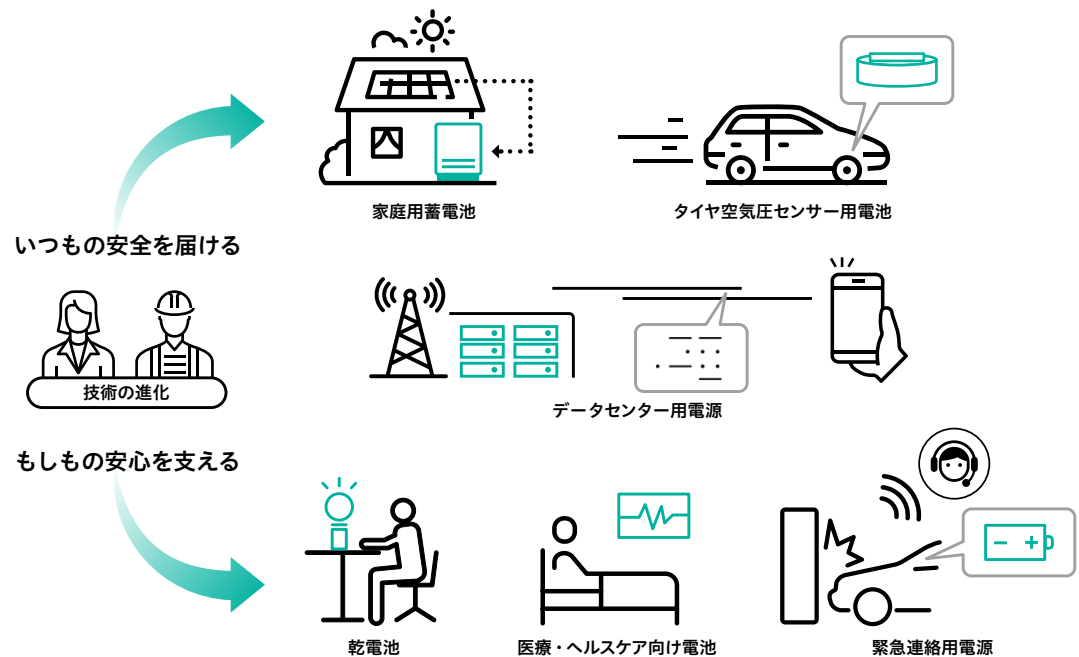 家庭用蓄電池
タイヤ空気圧センサー用電池
いつもの安全を届ける
技術の進化
データセンター用電源
もしもの安心を支える
乾電池
医療・ヘルスケア向け電池
緊急連絡用電源